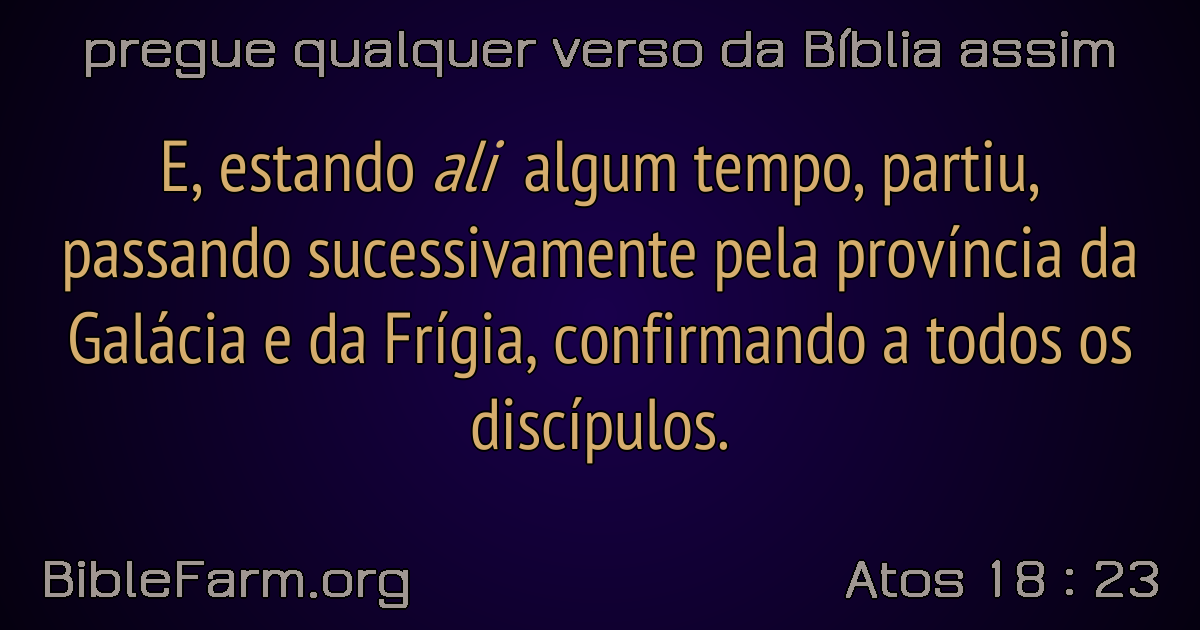 pregue qualquer verso da Bíblia assim
E, estando ali algum tempo, partiu,
passando sucessivamente pela província da
Galácia e da Frígia, confirmando a todos os
discípulos.
BibleFarm.org
Atos 18 : 23